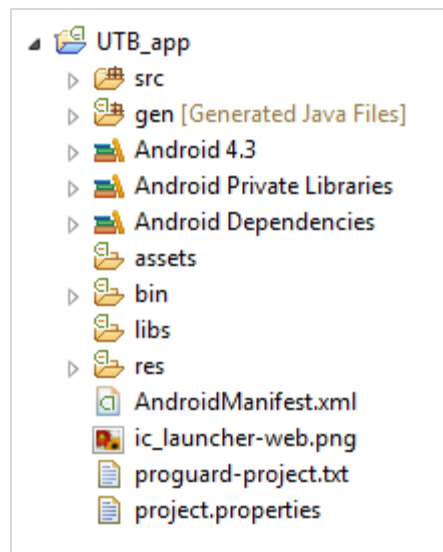 UTB_app
src
gen [Generated Java Files]
Android 4.3
Android Private Libraries
Android Dependencies
assets
bin
libs
res
AndroidManifest.xml
ic_launcher-web.png
proguard-project.txt
project.properties